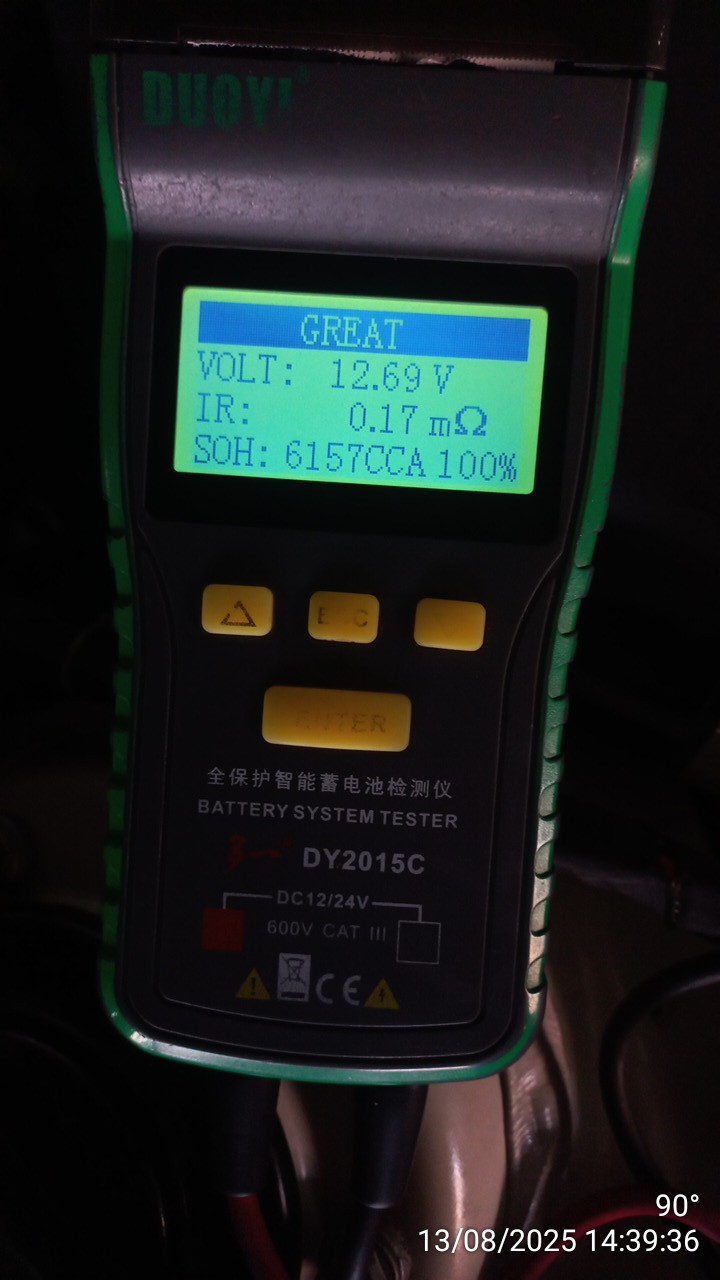 DUOYI
GREAT
VOLT: 12.69 V
IR: 0.17 mΩ
SOH: 6157CCA 100%
ENTER
全保护智能蓄电池检测仪
BATTERY SYSTEM TESTER
DY2015C
DC12/24V
600V CAT III
CE
90°
13/08/2025 14:39:36